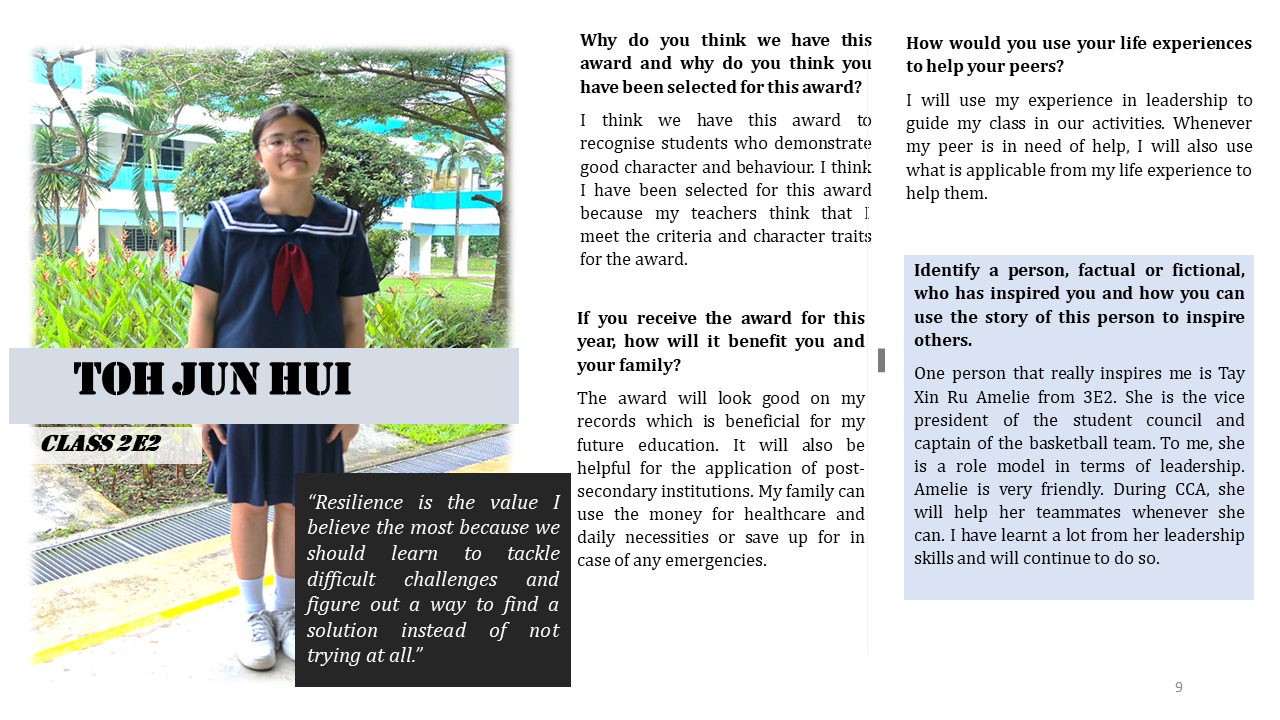 TOH JUN HUI
CLASS 2E2
“Resilience is the value I
believe the most because we
should learn to tackle
difficult challenges and
figure out a way to find a
solution instead of not
trying at all.”
Why do you think we have this
award and why do you think you
have been selected for this award?
I think we have this award to
recognise students who demonstrate
good character and behaviour. I think
I have been selected for this award
because my teachers think that I
meet the criteria and character traits
for the award.
If you receive the award for this
year, how will it benefit you and
your family?
The award will look good on my
records which is beneficial for my
future education. It will also be
helpful for the application of post-
secondary institutions. My family can
use the money for healthcare and
daily necessities or save up for in
case of any emergencies.
How would you use your life experiences
to help your peers?
I will use my experience in leadership to
guide my class in our activities. Whenever
my peer is in need of help, I will also use
what is applicable from my life experience to
help them.
Identify a person, factual or fictional,
who has inspired you and how you can
use the story of this person to inspire
others.
One person that really inspires me is Tay
Xin Ru Amelie from 3E2. She is the vice
president of the student council and
captain of the basketball team. To me, she
is a role model in terms of leadership.
Amelie is very friendly. During CCA, she
will help her teammates whenever she
can. I have learnt a lot from her leadership
skills and will continue to do so.
9